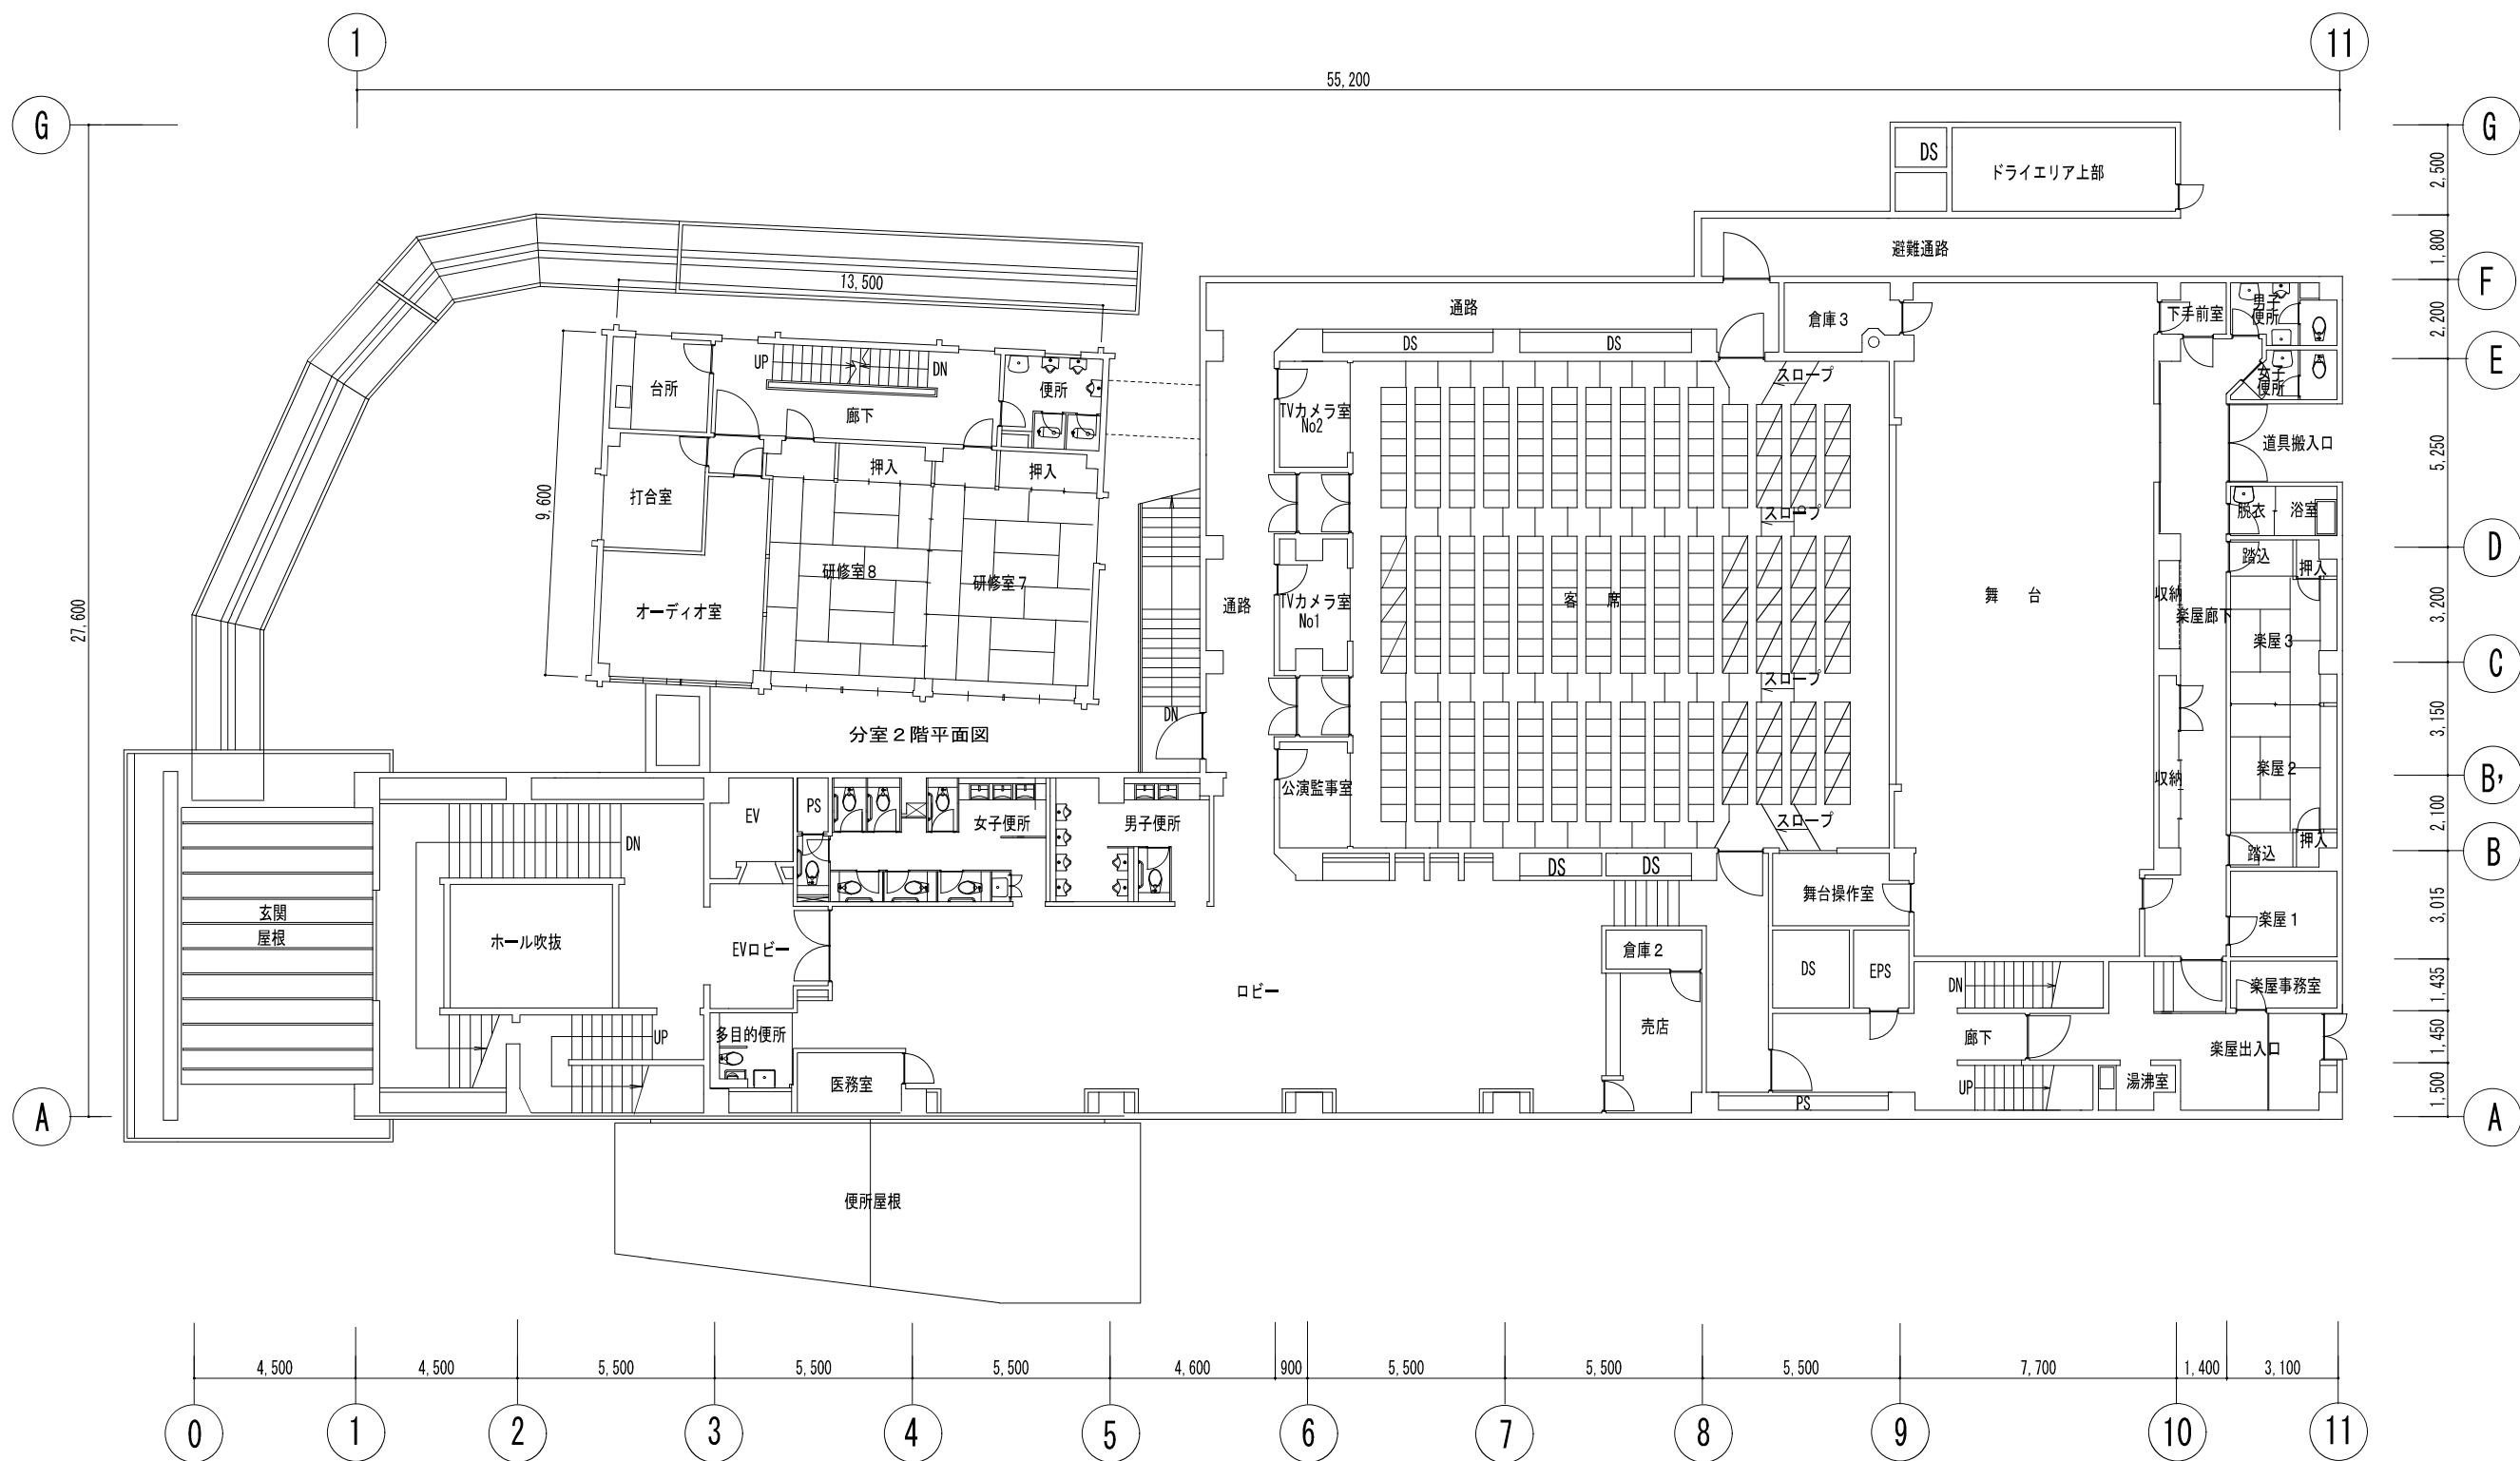 1
11
55,200
G
G
DS
ドライエリア上部
2,500
避難通路
1,800
13,500
F
通路
倉庫3
下手前室
男子
便所
2,200
DS
DS
UP
DN
台所
便所
廊下
E
スロープ
女子
便所
TVカメラ室
No2
押入
押入
道具搬入口
5,250
打合室
9,600
スロープ
脱衣
浴室
D
踏込
押入
研修室8
研修室7
オーディオ室
27,600
通路
TVカメラ室
No1
客 席
舞 台
収納
楽屋廊下
3,200
楽屋3
C
スロープ
DN
分室2階平面図
3,150
公演監事室
収納
楽屋2
B’
EV
PS
女子便所
男子便所
スロープ
2,100
DN
押入
踏込
B
DS
DS
舞台操作室
3,015
玄関
屋根
ホール吹抜
EVロビー
倉庫2
楽屋1
DS
EPS
ロビー
DN
楽屋事務室
1,435
売店
UP
多目的便所
廊下
楽屋出入口
1,450
医務室
UP
湯沸室
PS
1,500
A
A
便所屋根
4,500
4,500
5,500
5,500
5,500
4,600
900
5,500
5,500
5,500
7,700
1,400
3,100
0
1
2
3
4
5
6
7
8
9
10
11